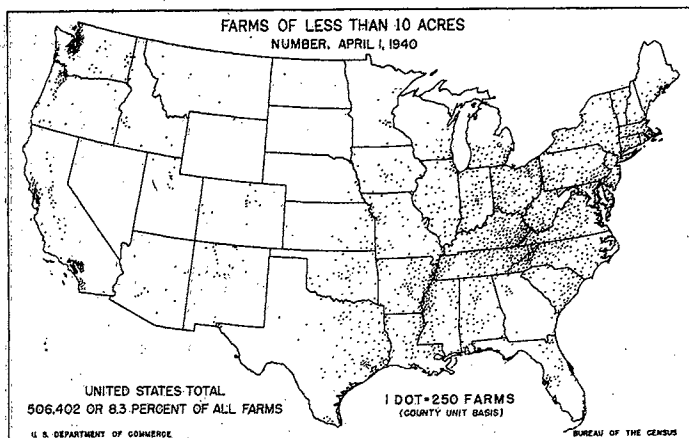 FARMS OF LESS THAN 10 ACRES
NUMBER, APRIL 1, 1940
UNITED STATES TOTAL
506,402 OR 8.3 PERCENT OF ALL FARMS
1 DOT=250 FARMS
(COUNTY UNIT BASIS)
U. S. DEPARTMENT OF COMMERCE
BUREAU OF THE CENSUS